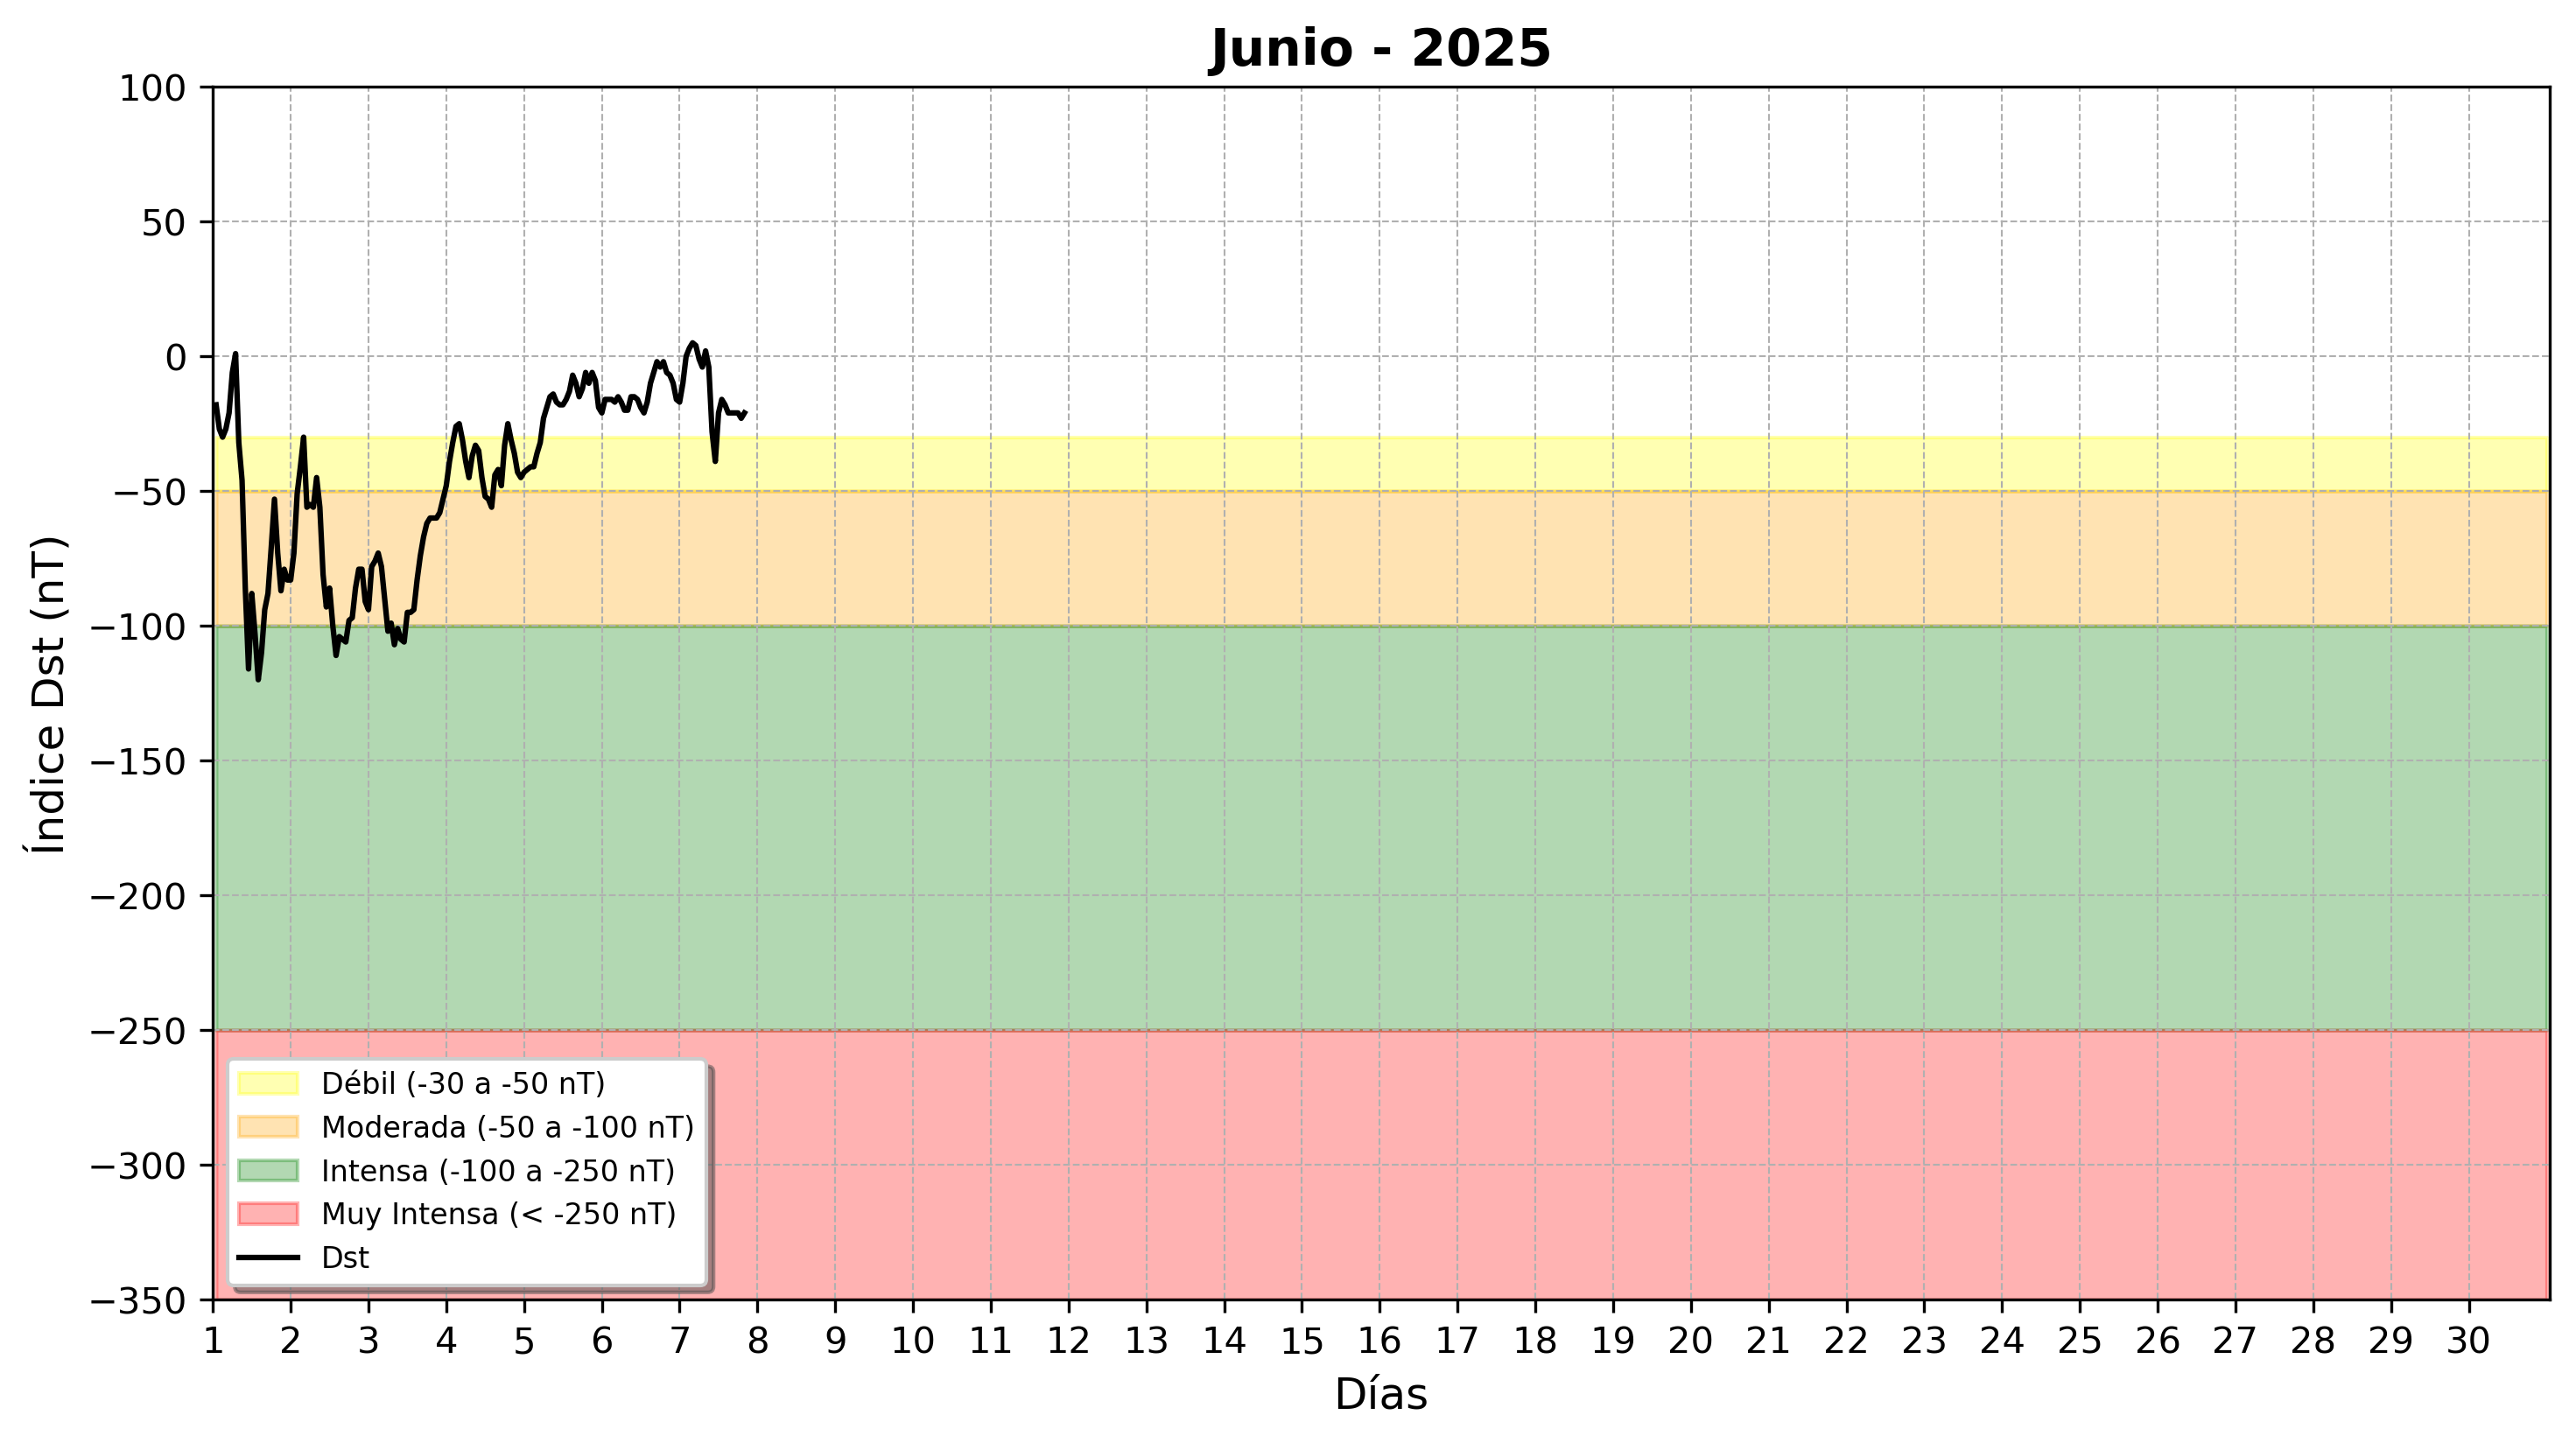 Junio - 2025
Índice Dst (nT)
100
50
0
−50
−100
−150
−200
−250
−300
−350
Débil (-30 a -50 nT)
Moderada (-50 a -100 nT)
Intensa (-100 a -250 nT)
Muy Intensa (< -250 nT)
Dst
1 2 3 4 5 6 7 8 9 10 11 12 13 14 15 16 17 18 19 20 21 22 23 24 25 26 27 28 29 30
Días